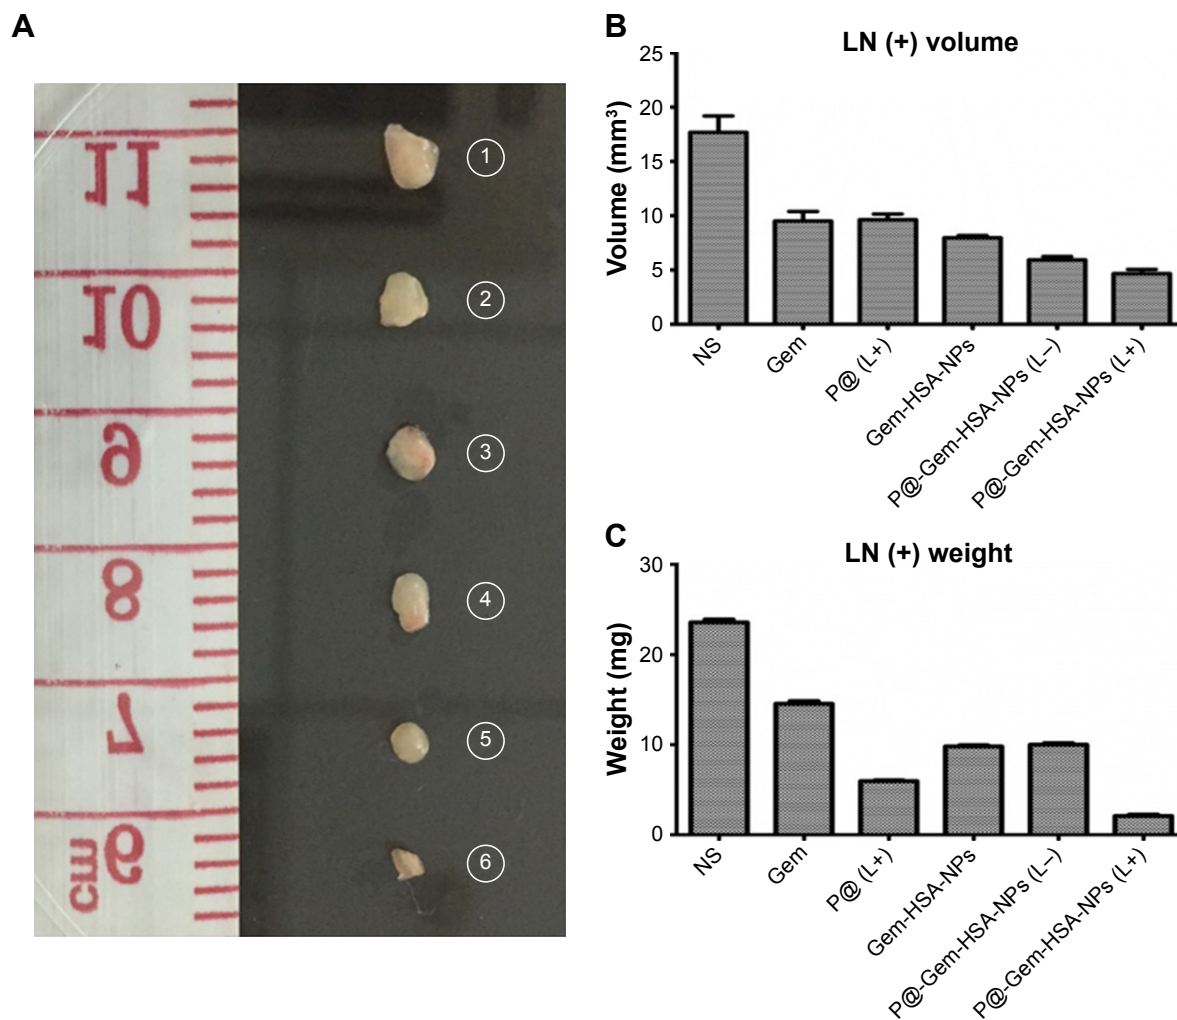 A
11
10
9
8
7
6
cm
1
2
3
4
5
6
B
LN (+) volume
Volume (mm³)
25
20
15
10
5
0
NS
Gem
P@ (L+)
Gem-HSA-NPs
P@-Gem-HSA-NPs (L–)
P@-Gem-HSA-NPs (L+)
C
LN (+) weight
Weight (mg)
30
20
10
0
NS
Gem
P@ (L+)
Gem-HSA-NPs
P@-Gem-HSA-NPs (L–)
P@-Gem-HSA-NPs (L+)